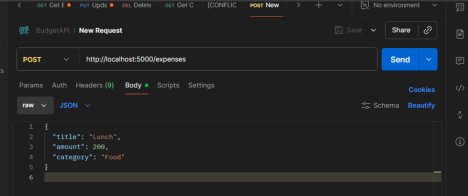 GET Get E PUT Upda DEL Delete GET Get C [CONFLIC POST New No environment
BudgetAPI / New Request Save Share
POST http://localhost:5000/expenses Send
Params Auth Headers (9) Body Scripts Settings
Cookies
raw JSON Schema Beautify
1 {
2 "title": "Lunch",
3 "amount": 200,
4 "category": "Food"
5 }
6